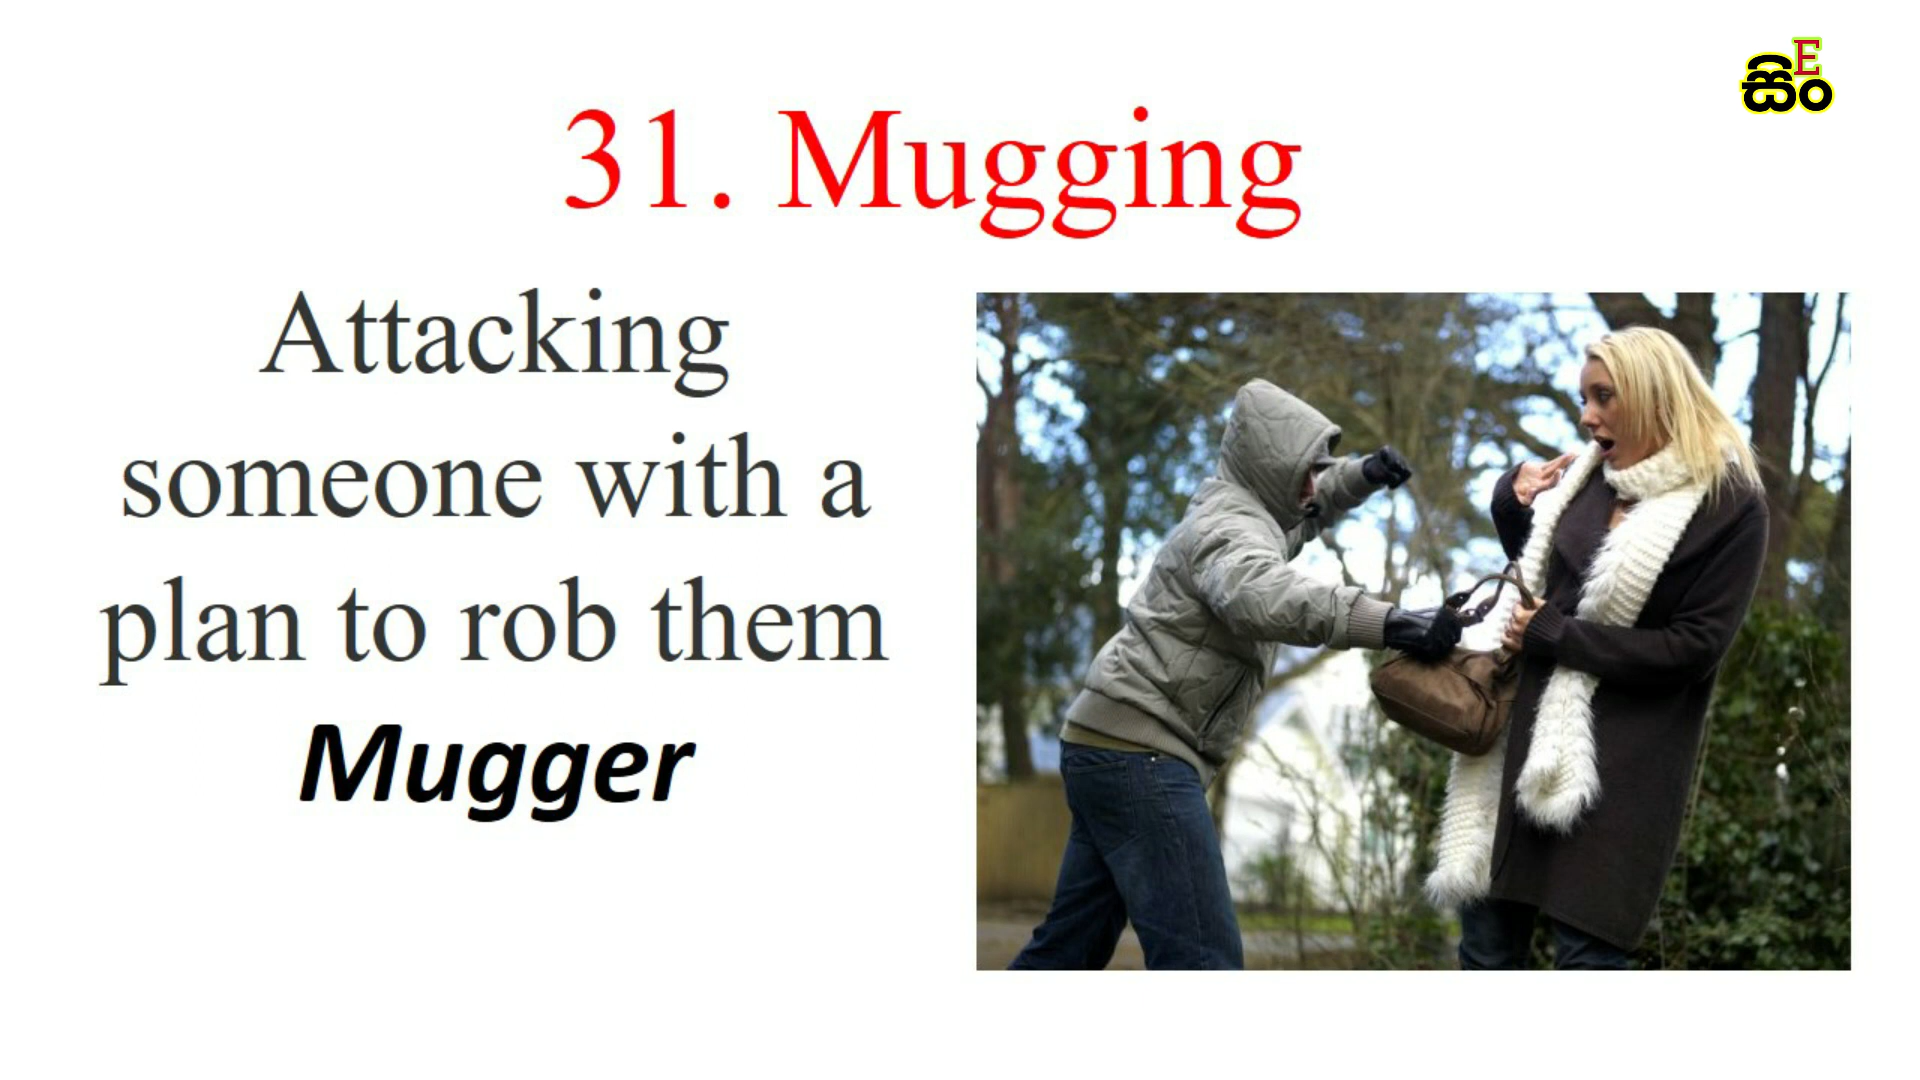 E
සිං
31. Mugging
Attacking
someone with a
plan to rob them
Mugger